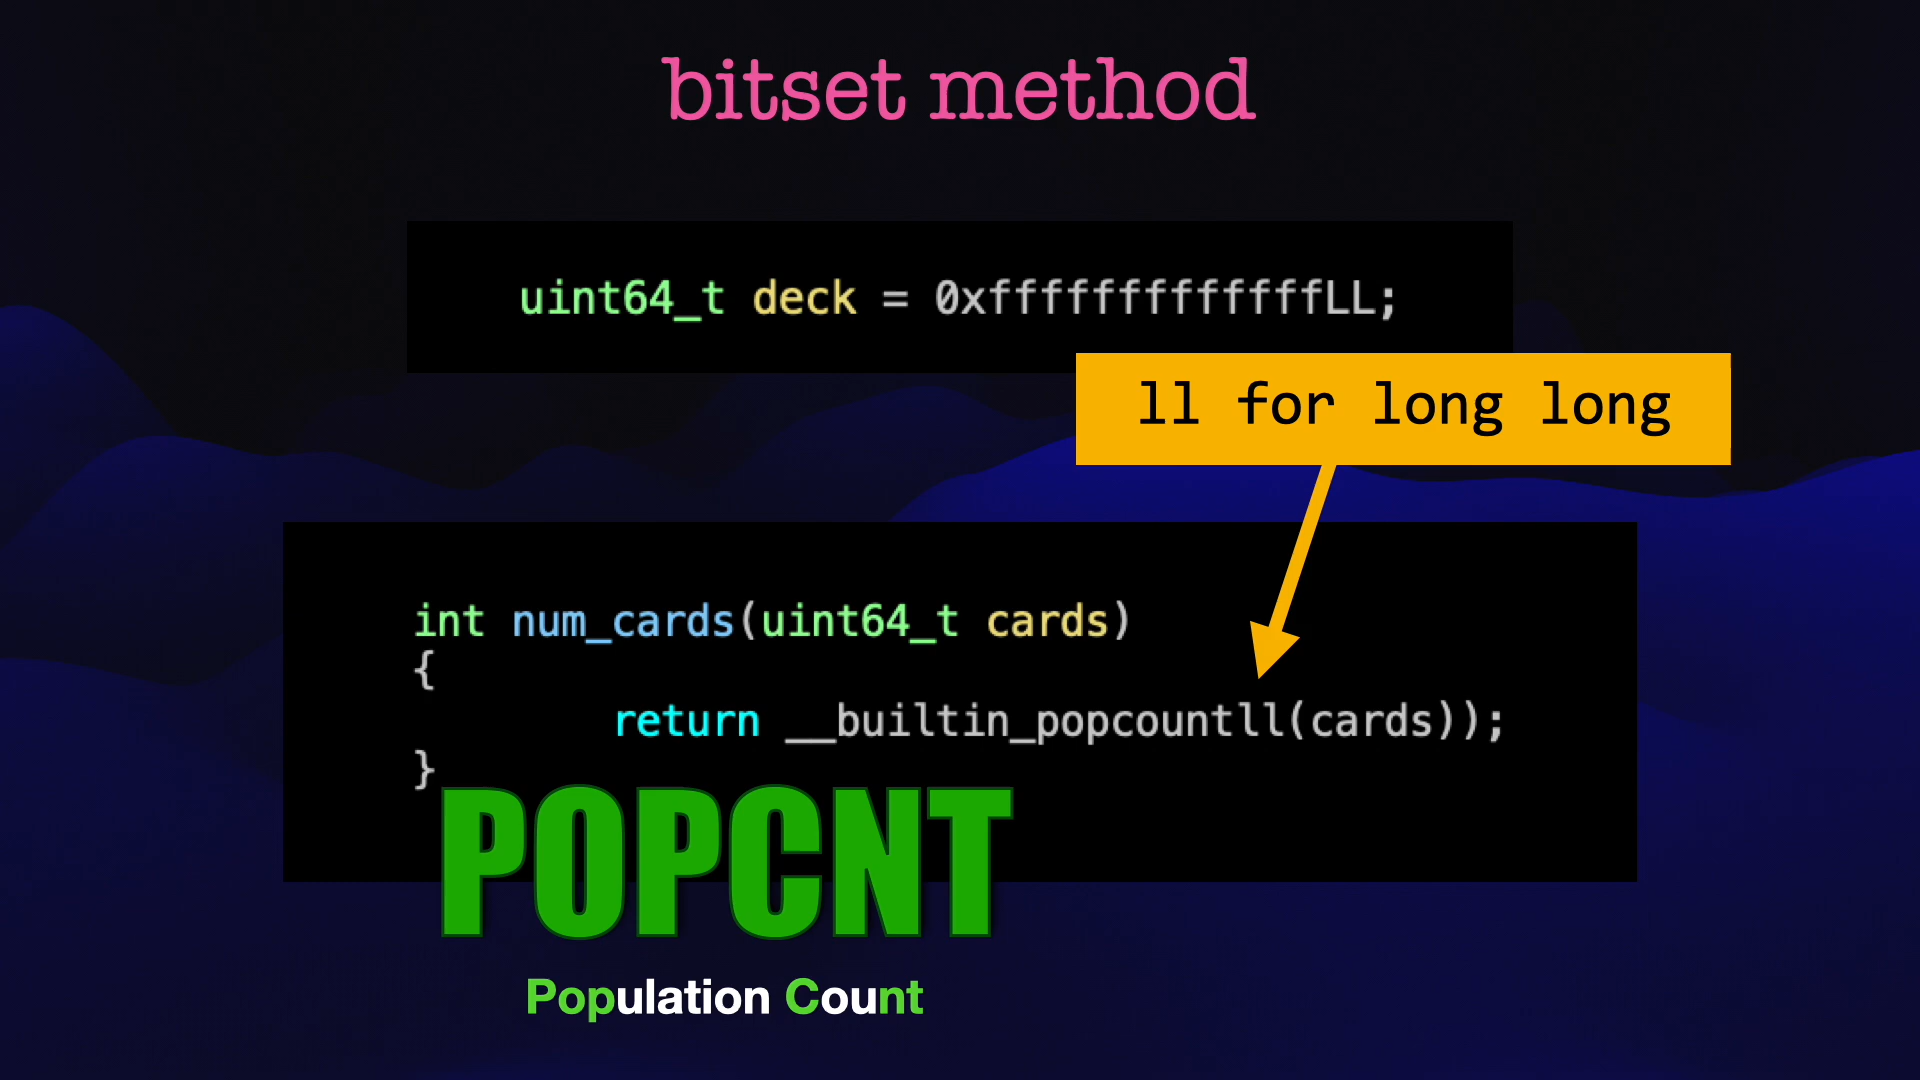 bitset method
uint64_t deck = 0xfffffffffffffLL;
ll for long long
int num_cards(uint64_t cards)
{
return __builtin_popcountll(cards));
}
POPCNT
Population Count